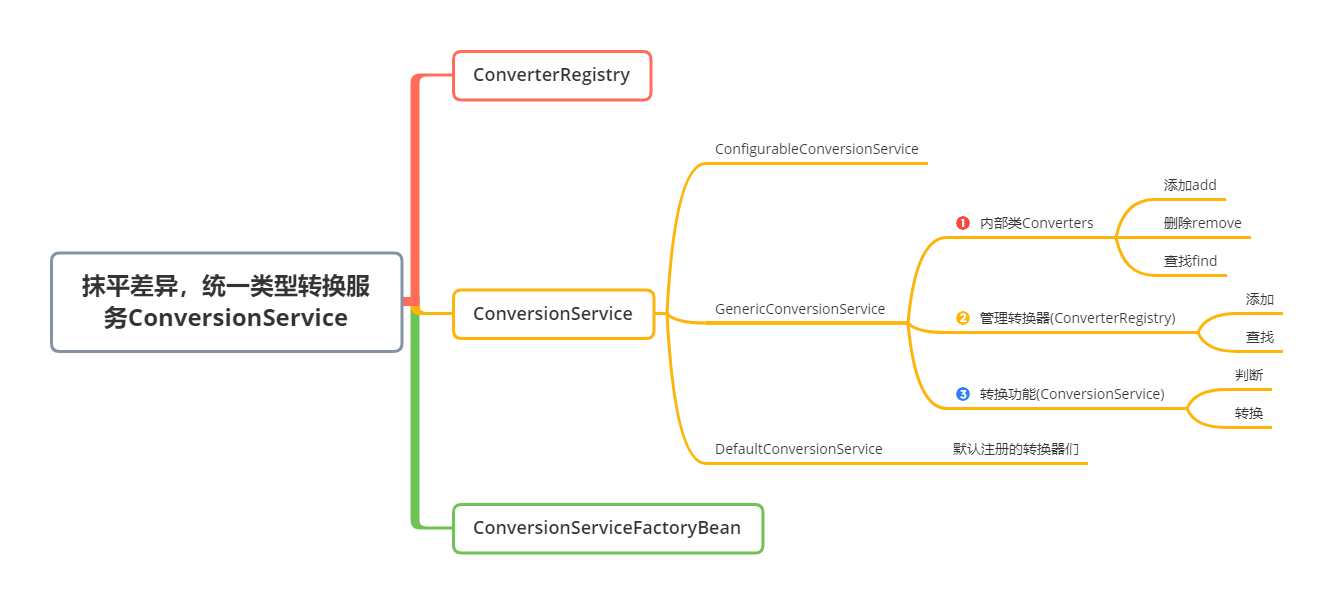 抹平差异，统一类型转换服
务ConversionService
ConverterRegistry
ConversionService
ConfigurableConversionService
GenericConversionService
1 内部类Converters
添加add
删除remove
查找find
2 管理转换器(ConverterRegistry)
添加
查找
3 转换功能(ConversionService)
判断
转换
DefaultConversionService
默认注册的转换器们
ConversionServiceFactoryBean